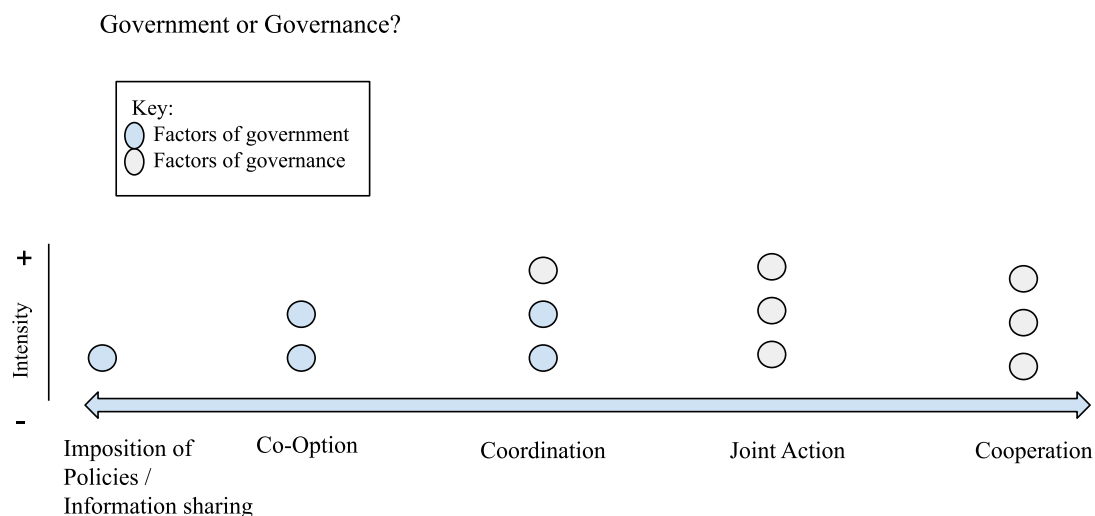 Government or Governance?
Key:
Factors of government
Factors of governance
+
Intensity
-
Imposition of
Policies /
Information sharing
Co-Option
Coordination
Joint Action
Cooperation